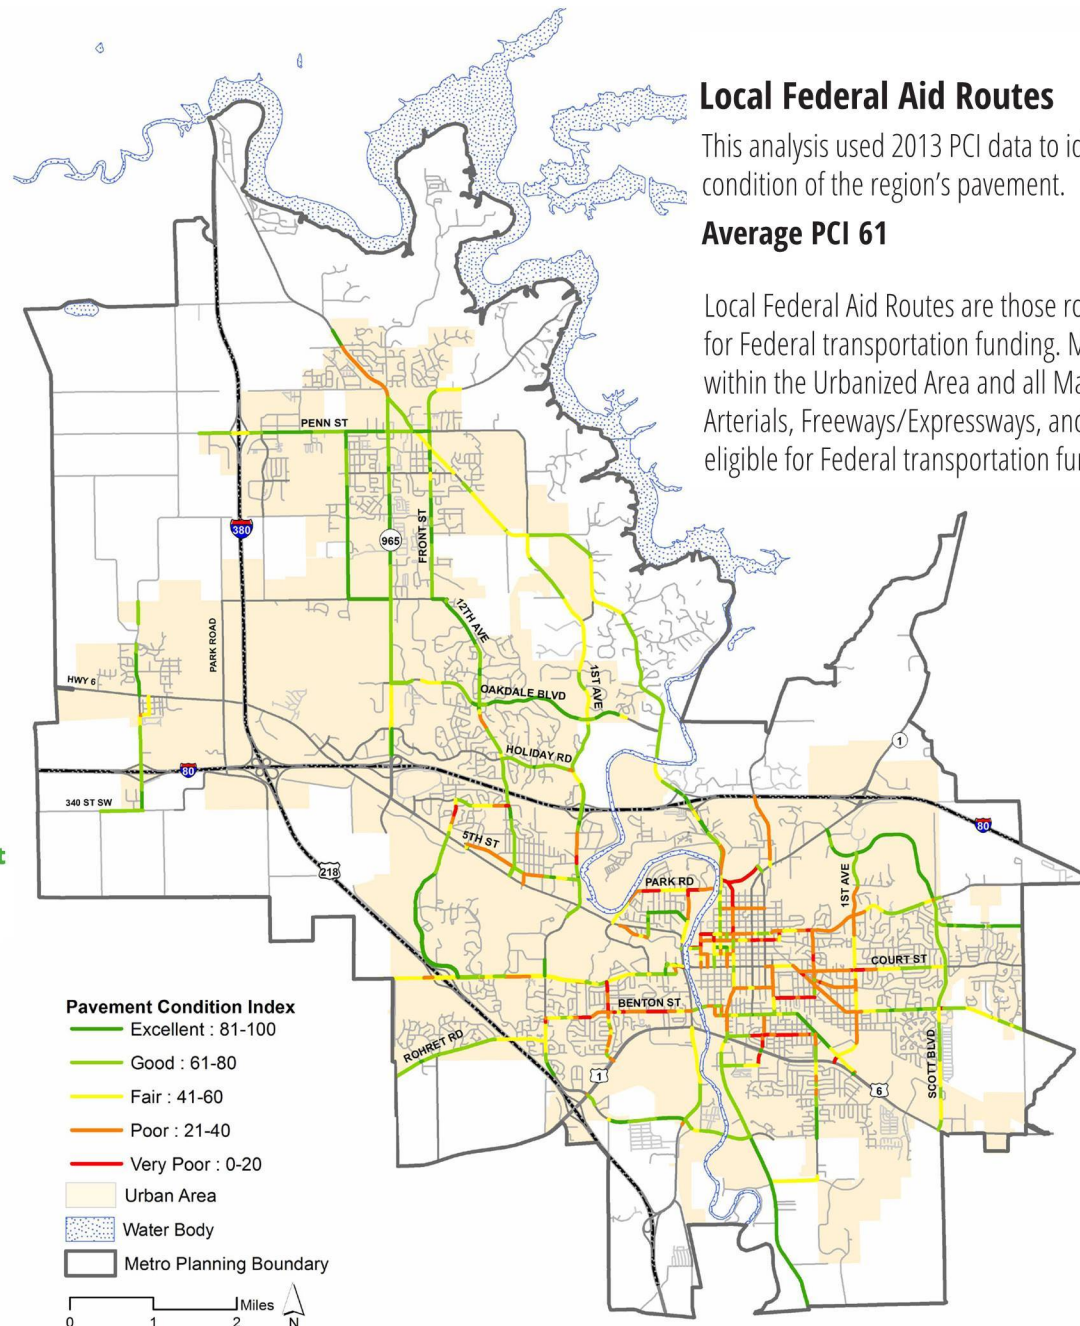 Local Federal Aid Routes
This analysis used 2013 PCI data to
condition of the region's pavement.
Average PCI 61
Local Federal Aid Routes are those
for Federal transportation funding.
within the Urbanized Area and all
Arterials, Freeways/Expressways, and
eligible for Federal transportation
PENN ST
380
965
FRONT ST
12TH AVE
PARK ROAD
HWY 6
OAKDALE BLVD
1ST AVE
HOLIDAY RD
1
80
340 ST SW
80
5TH ST
218
PARK RD
1ST AVE
COURT ST
BENTON ST
ROHRET RD
1
6
SCOTT BLVD
Pavement Condition Index
Excellent : 81-100
Good : 61-80
Fair : 41-60
Poor : 21-40
Very Poor : 0-20
Urban Area
Water Body
Metro Planning Boundary
Miles
0 1 2
N